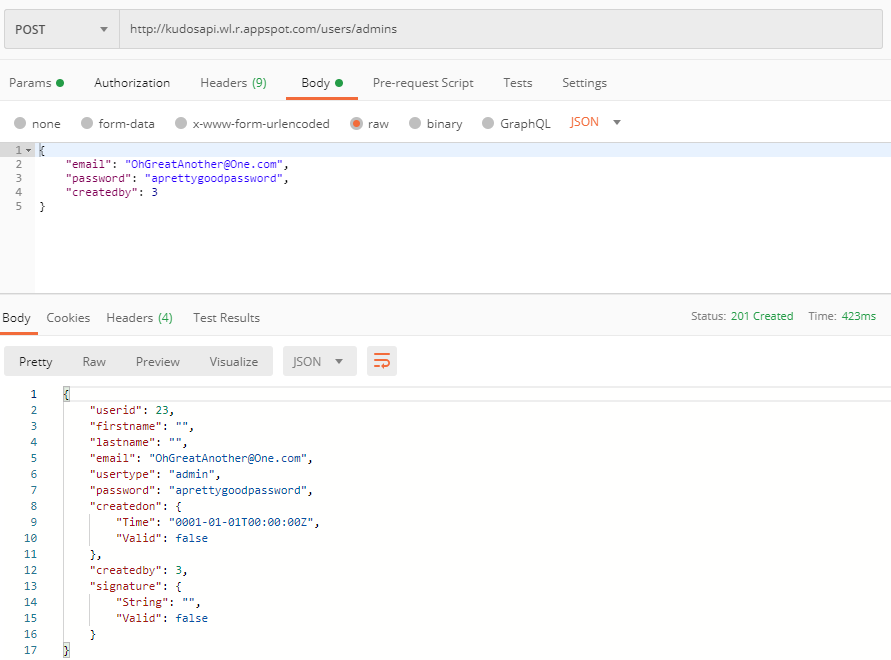 POST http://kudosapi.wl.r.appspot.com/users/admins
Params Authorization Headers (9) Body Pre-request Script Tests Settings
none form-data x-www-form-urlencoded raw binary GraphQL JSON
1 {
2 "email": "OhGreatAnother@One.com",
3 "password": "aprettygoodpassword",
4 "createdby": 3
5 }
Body Cookies Headers (4) Test Results Status: 201 Created Time: 423ms
Pretty Raw Preview Visualize JSON
1 {
2 "userid": 23,
3 "firstname": "",
4 "lastname": "",
5 "email": "OhGreatAnother@One.com",
6 "usertype": "admin",
7 "password": "aprettygoodpassword",
8 "createdon": {
9 "Time": "0001-01-01T00:00:00Z",
10 "Valid": false
11 },
12 "createdby": 3,
13 "signature": {
14 "String": "",
15 "Valid": false
16 }
17 }